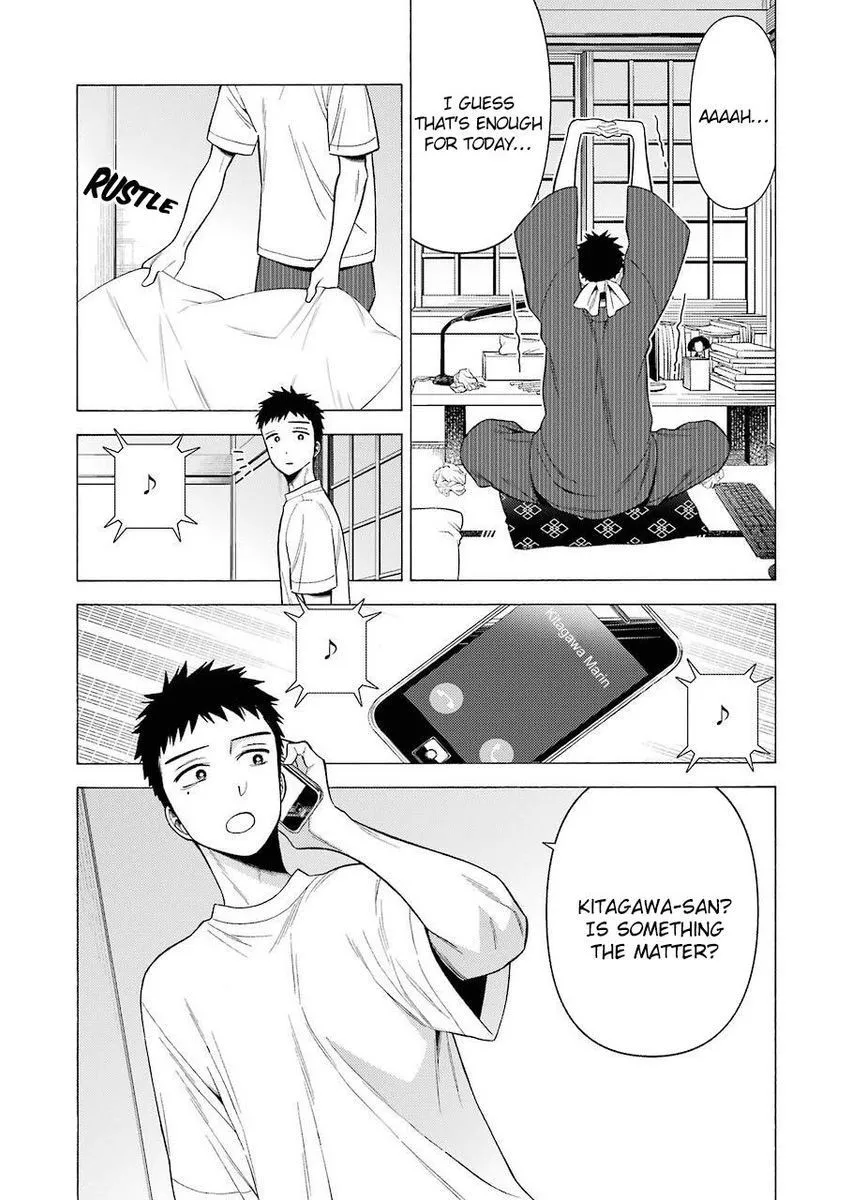 AAAAH...
I GUESS
THAT'S ENOUGH
FOR TODAY...
RUSTLE
♪
♪
Kitagawa Marin
♪
KITAGAWA-SAN?
IS SOMETHING
THE MATTER?